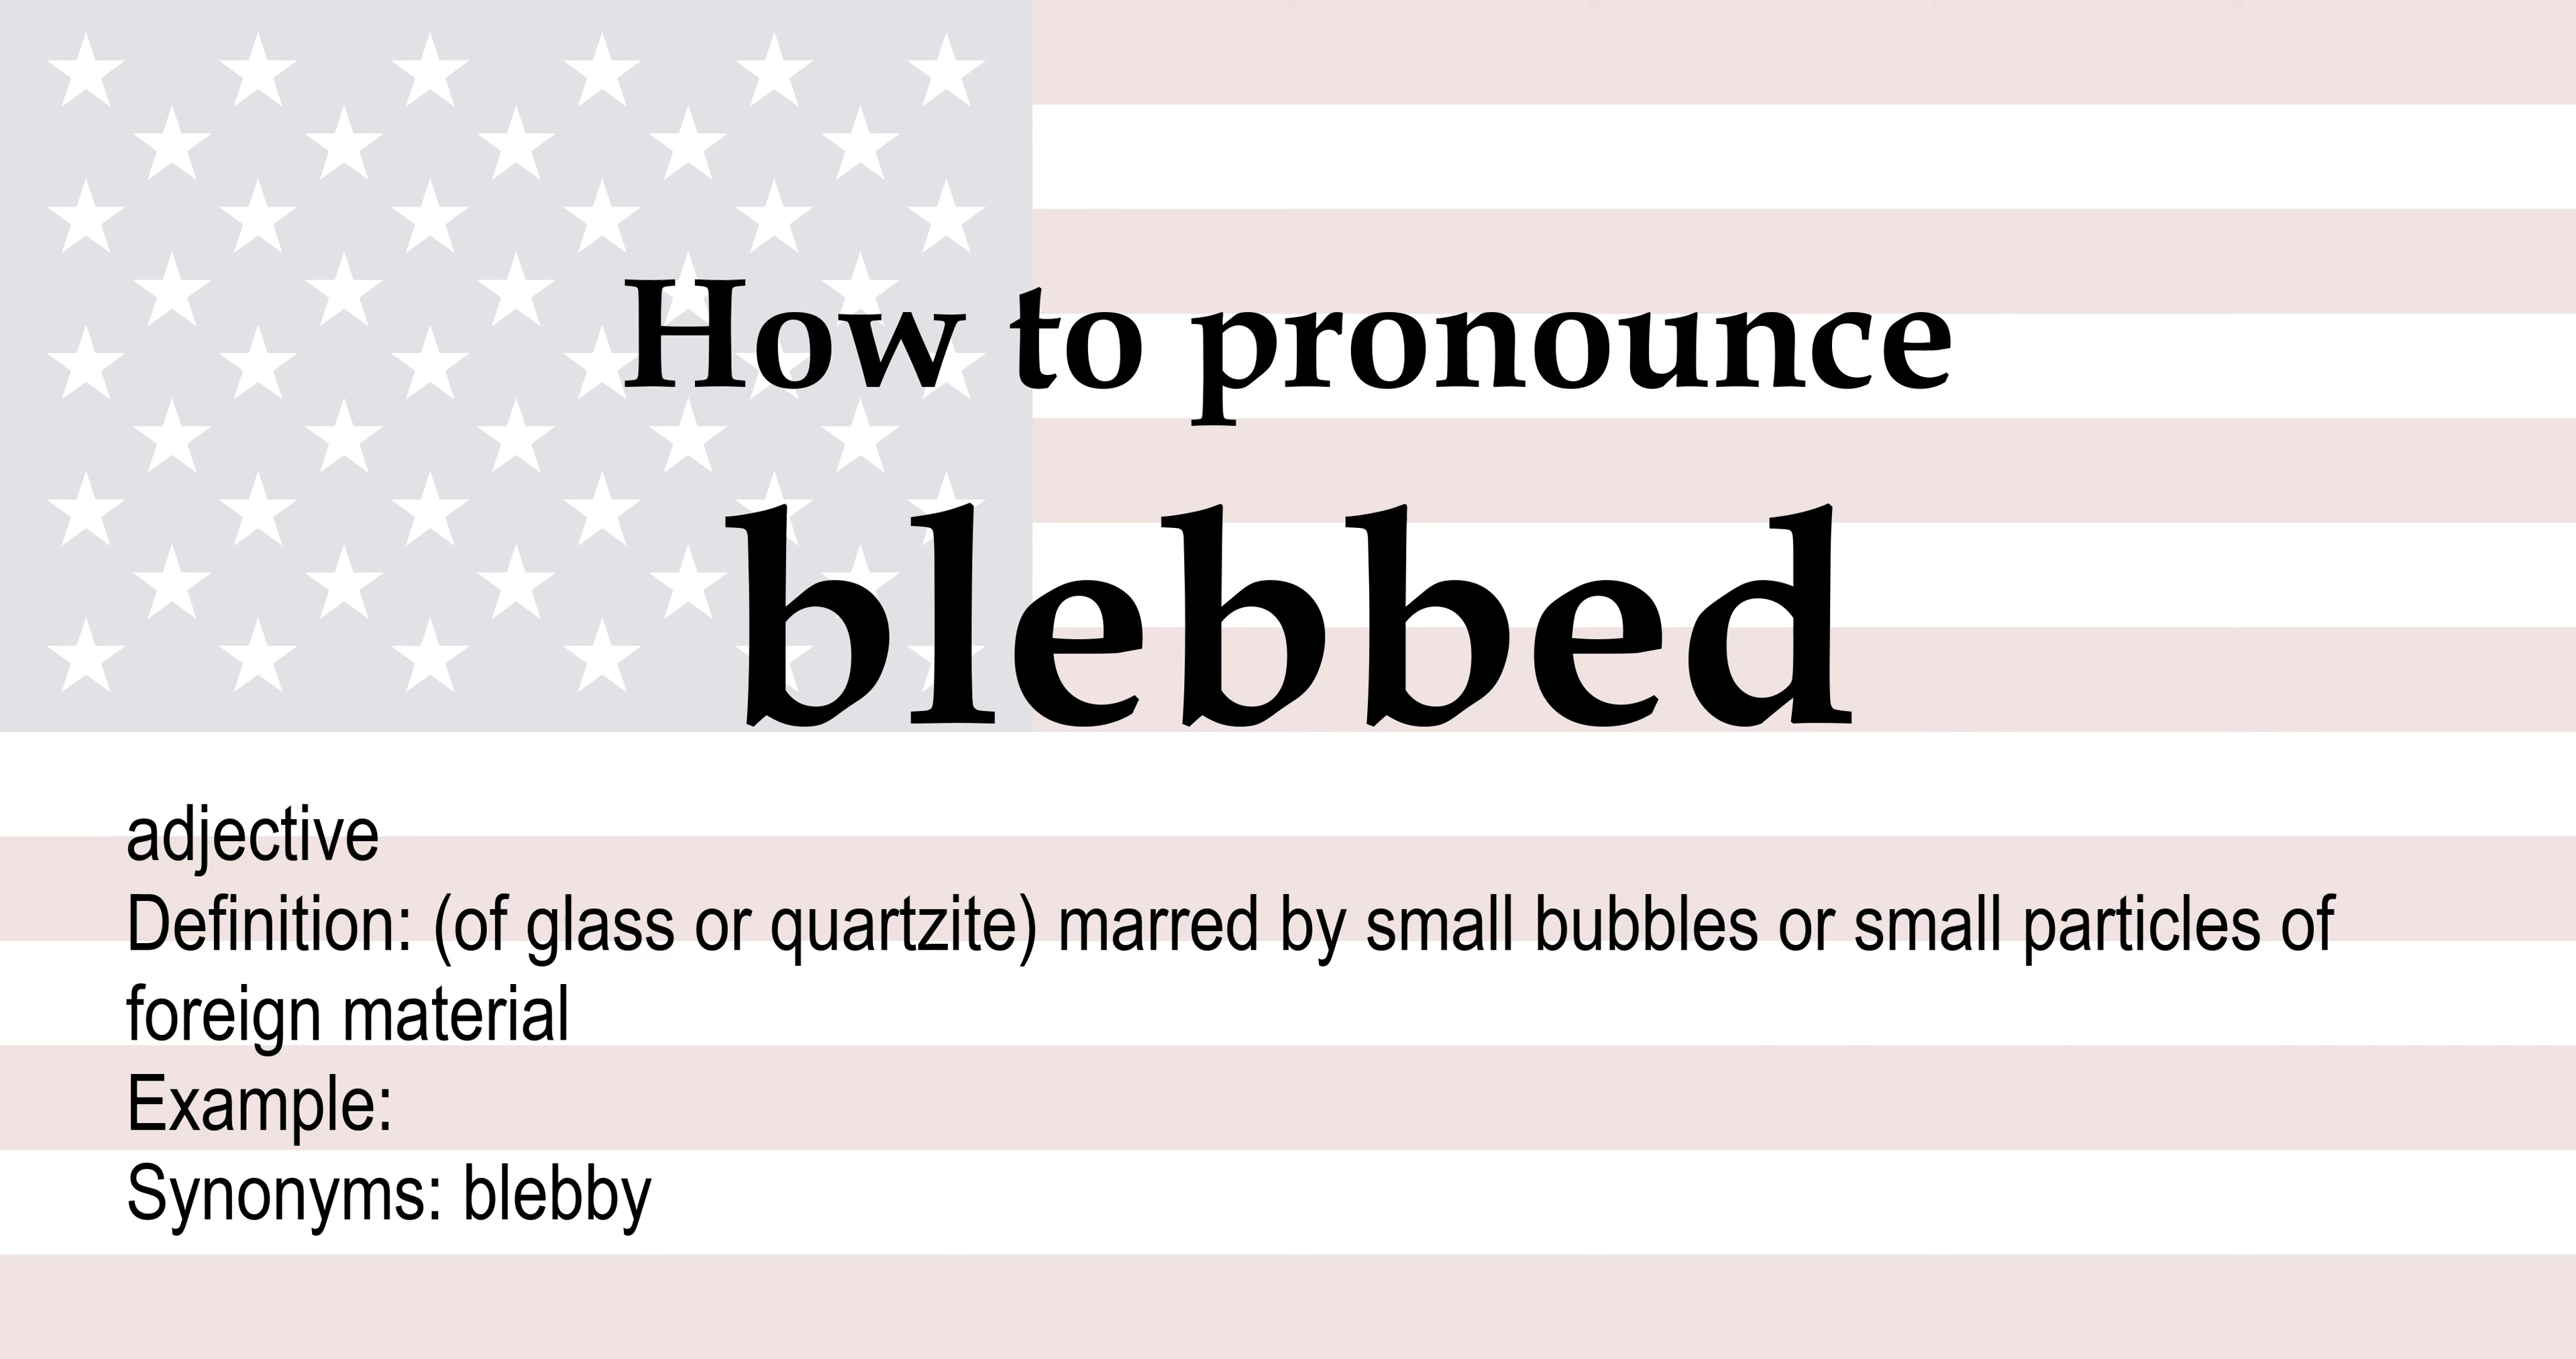 How to pronounce
blebbed
adjective
Definition: (of glass or quartzite) marred by small bubbles or small particles of
foreign material
Example:
Synonyms: blebby